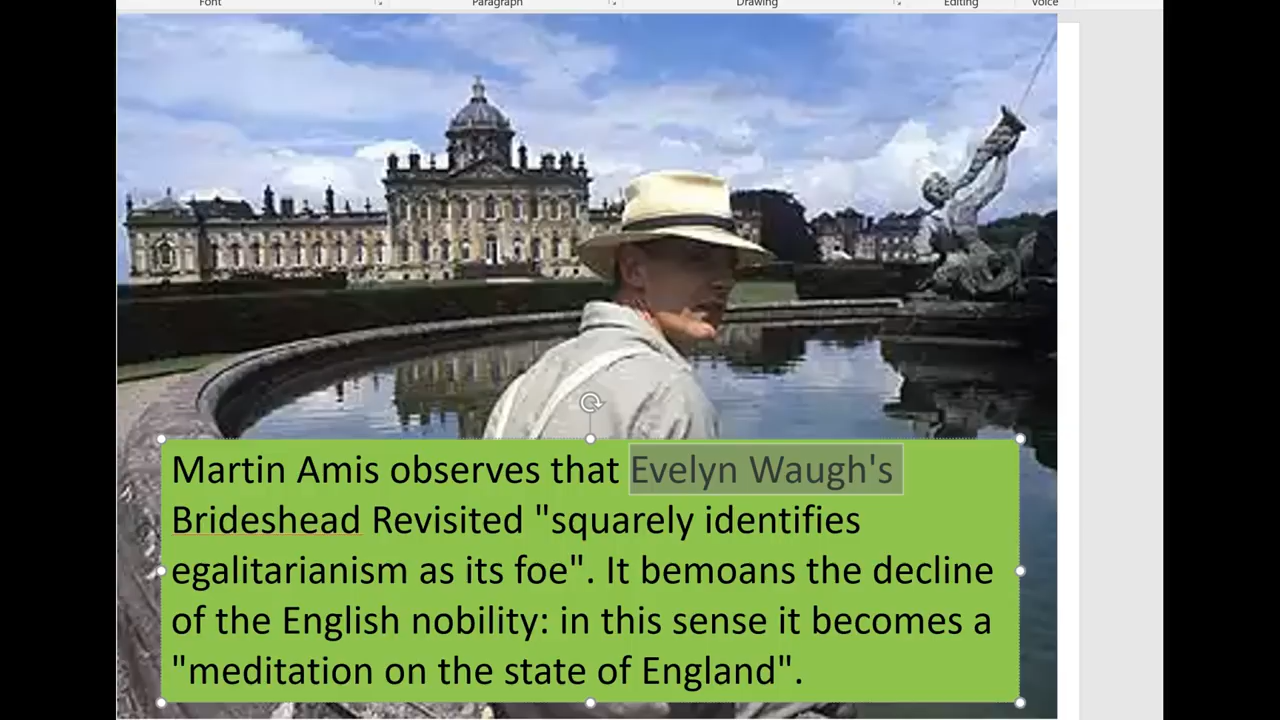 Font Paragraph Drawing Editing Voice
Martin Amis observes that Evelyn Waugh's
Brideshead Revisited "squarely identifies
egalitarianism as its foe". It bemoans the decline
of the English nobility: in this sense it becomes a
"meditation on the state of England".